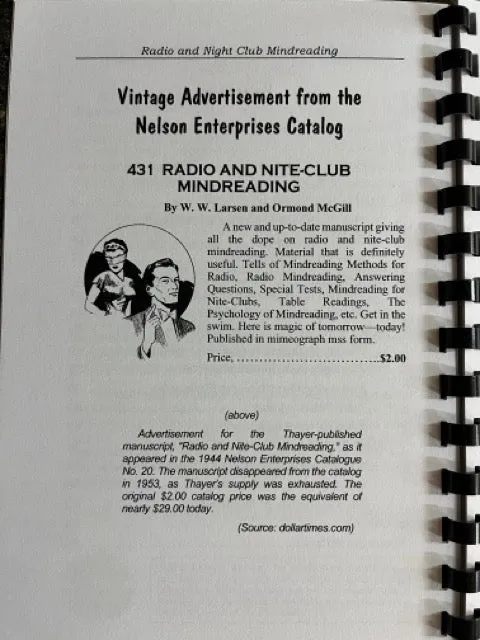 Radio and Night Club Mindreading
Vintage Advertisement from the
Nelson Enterprises Catalog
431 RADIO AND NITE-CLUB
MINDREADING
By W. W. Larsen and Ormond McGill
A new and up-to-date manuscript giving
all the dope on radio and nite-club
mindreading. Material that is definitely
useful. Tells of Mindreading Methods for
Radio, Radio Mindreading, Answering
Questions, Special Tests, Mindreading for
Nite-Clubs, Table Readings, The
Psychology of Mindreading, etc. Get in the
swim. Here is magic of tomorrow—today!
Published in mimeograph mss form.
Price, ................................$2.00
(above)
Advertisement for the Thayer-published
manuscript, "Radio and Nite-Club Mindreading," as it
appeared in the 1944 Nelson Enterprises Catalogue
No. 20. The manuscript disappeared from the catalog
in 1953, as Thayer's supply was exhausted. The
original $2.00 catalog price was the equivalent of
nearly $29.00 today.
(Source: dollartimes.com)